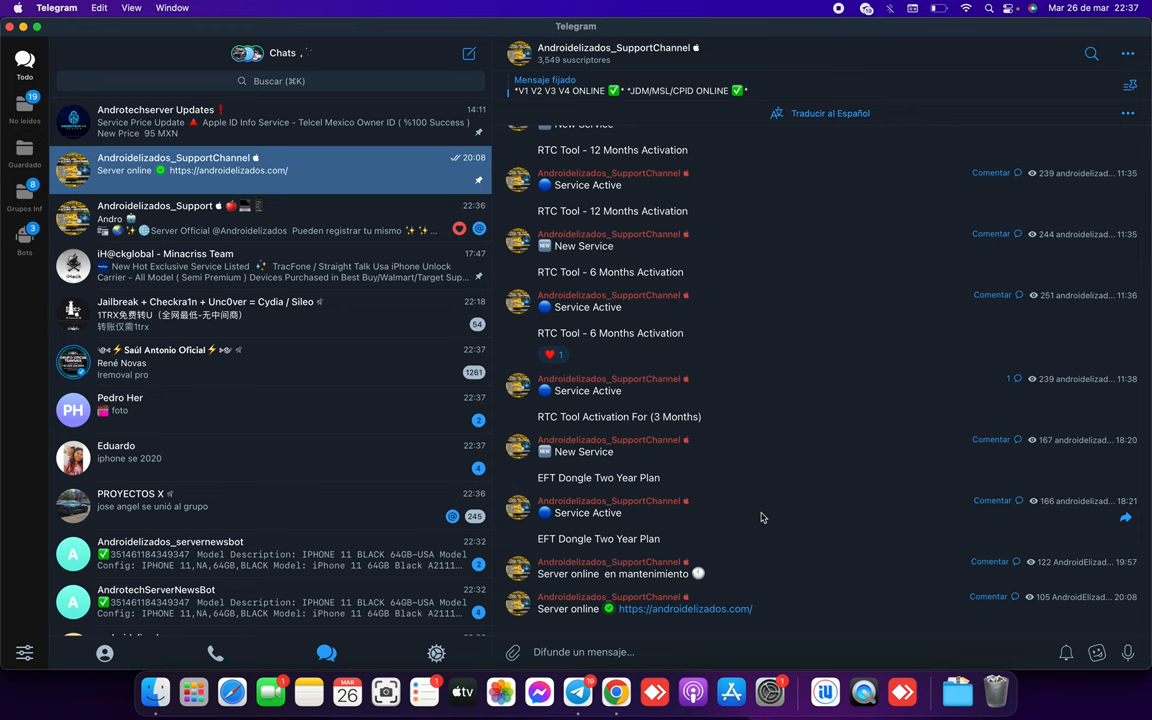 Telegram Edit View Window
Mar 26 de mar 22:37
Telegram
Todo
19
No leídos
Guardado
8
Grupos Inf
3
Bots
Chats
Buscar (⌘K)
Androtechserver Updates❗ 14:11
Service Price Update 🔺 Apple ID Info Service - Telcel Mexico Owner ID ( %100 Success )
New Price 95 MXN
Androidelizados_SupportChannel 20:08
Server online https://androidelizados.com/
Androidelizados_Support 22:36
Andro
Server Official @Androidelizados Pueden registrar tu mismo ✨ ✨...
iH@ckglobal - Minacriss Team 17:47
New Hot Exclusive Service Listed ✨ TracFone / Straight Talk Usa iPhone Unlock
Carrier - All Model ( Semi Premium ) Devices Purchased in Best Buy/Walmart/Target Sup...
Jailbreak + Checkra1n + Unc0ver = Cydia / Sileo 22:18
1TRX免费转U（全网最低-无中间商）
转账仅需1trx 54
⚡Saúl Antonio Oficial⚡ 22:37
René Novas
Iremoval pro 1261
PH
Pedro Her 22:37
foto 2
Eduardo 22:37
iphone se 2020 4
PROYECTOS X 22:36
jose angel se unió al grupo @ 245
A
Androidelizados_servernewsbot 22:32
✅351461184349347 Model Description: IPHONE 11 BLACK 64GB-USA Model
Config: IPHONE 11,NA,64GB,BLACK Model: iPhone 11 64GB Black A2111... 2
A
AndrotechServerNewsBot 22:32
✅351461184349347 Model Description: IPHONE 11 BLACK 64GB-USA Model
Config: IPHONE 11,NA,64GB,BLACK Model: iPhone 11 64GB Black A2111... 4
Androidelizados_SupportChannel
3,549 suscriptores
Mensaje fijado
*V1 V2 V3 V4 ONLINE ✅* *JDM/MSL/CPID ONLINE ✅*
Traducir al Español
New Service
RTC Tool - 12 Months Activation
Androidelizados_SupportChannel Comentar 239 androidelizad... 11:35
Service Active
RTC Tool - 12 Months Activation
Androidelizados_SupportChannel Comentar 244 androidelizad... 11:35
New Service
RTC Tool - 6 Months Activation
Androidelizados_SupportChannel Comentar 251 androidelizad... 11:36
Service Active
RTC Tool - 6 Months Activation
❤️ 1
Androidelizados_SupportChannel 1 239 androidelizad... 11:38
Service Active
RTC Tool Activation For (3 Months)
Androidelizados_SupportChannel Comentar 167 androidelizad... 18:20
New Service
EFT Dongle Two Year Plan
Androidelizados_SupportChannel Comentar 166 androidelizad... 18:21
Service Active
EFT Dongle Two Year Plan
Androidelizados_SupportChannel Comentar 122 AndroidElizad... 19:57
Server online en mantenimiento
Androidelizados_SupportChannel Comentar 105 AndroidElizad... 20:08
Server online https://androidelizados.com/
Difunde un mensaje...
1
MAR
26
1
tv
19
1
iU